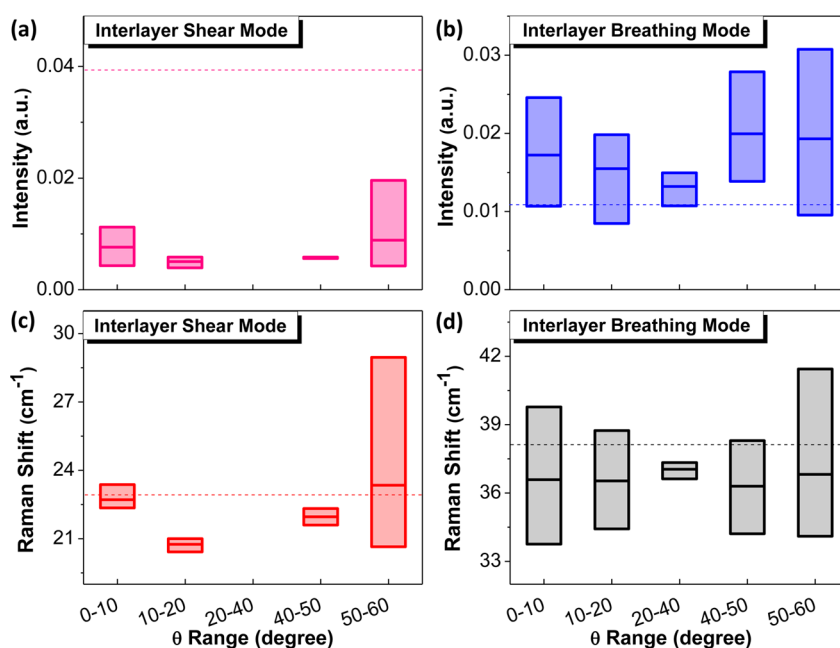 (a)
Interlayer Shear Mode
Intensity (a.u.)
0.04
0.02
0.00
(b)
Interlayer Breathing Mode
Intensity (a.u.)
0.03
0.02
0.01
0.00
(c)
Interlayer Shear Mode
Raman Shift (cm⁻¹)
30
27
24
21
0-10
10-20
20-40
40-50
50-60
θ Range (degree)
(d)
Interlayer Breathing Mode
Raman Shift (cm⁻¹)
42
39
36
33
0-10
10-20
20-40
40-50
50-60
θ Range (degree)